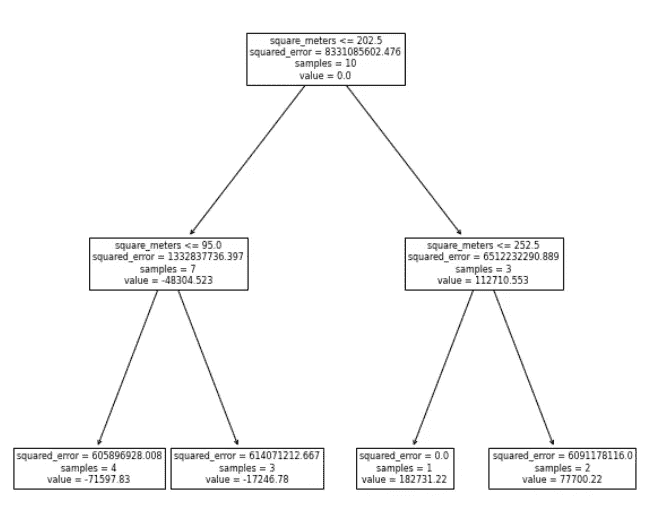 square_meters <= 202.5
squared_error = 8331085602.476
samples = 10
value = 0.0
square_meters <= 95.0
squared_error = 1332837736.397
samples = 7
value = -48304.523
square_meters <= 252.5
squared_error = 6512232290.889
samples = 3
value = 112710.553
squared_error = 605896928.008
samples = 4
value = -71597.83
squared_error = 614071212.667
samples = 3
value = -17246.78
squared_error = 0.0
samples = 1
value = 182731.22
squared_error = 6091178116.0
samples = 2
value = 77700.22